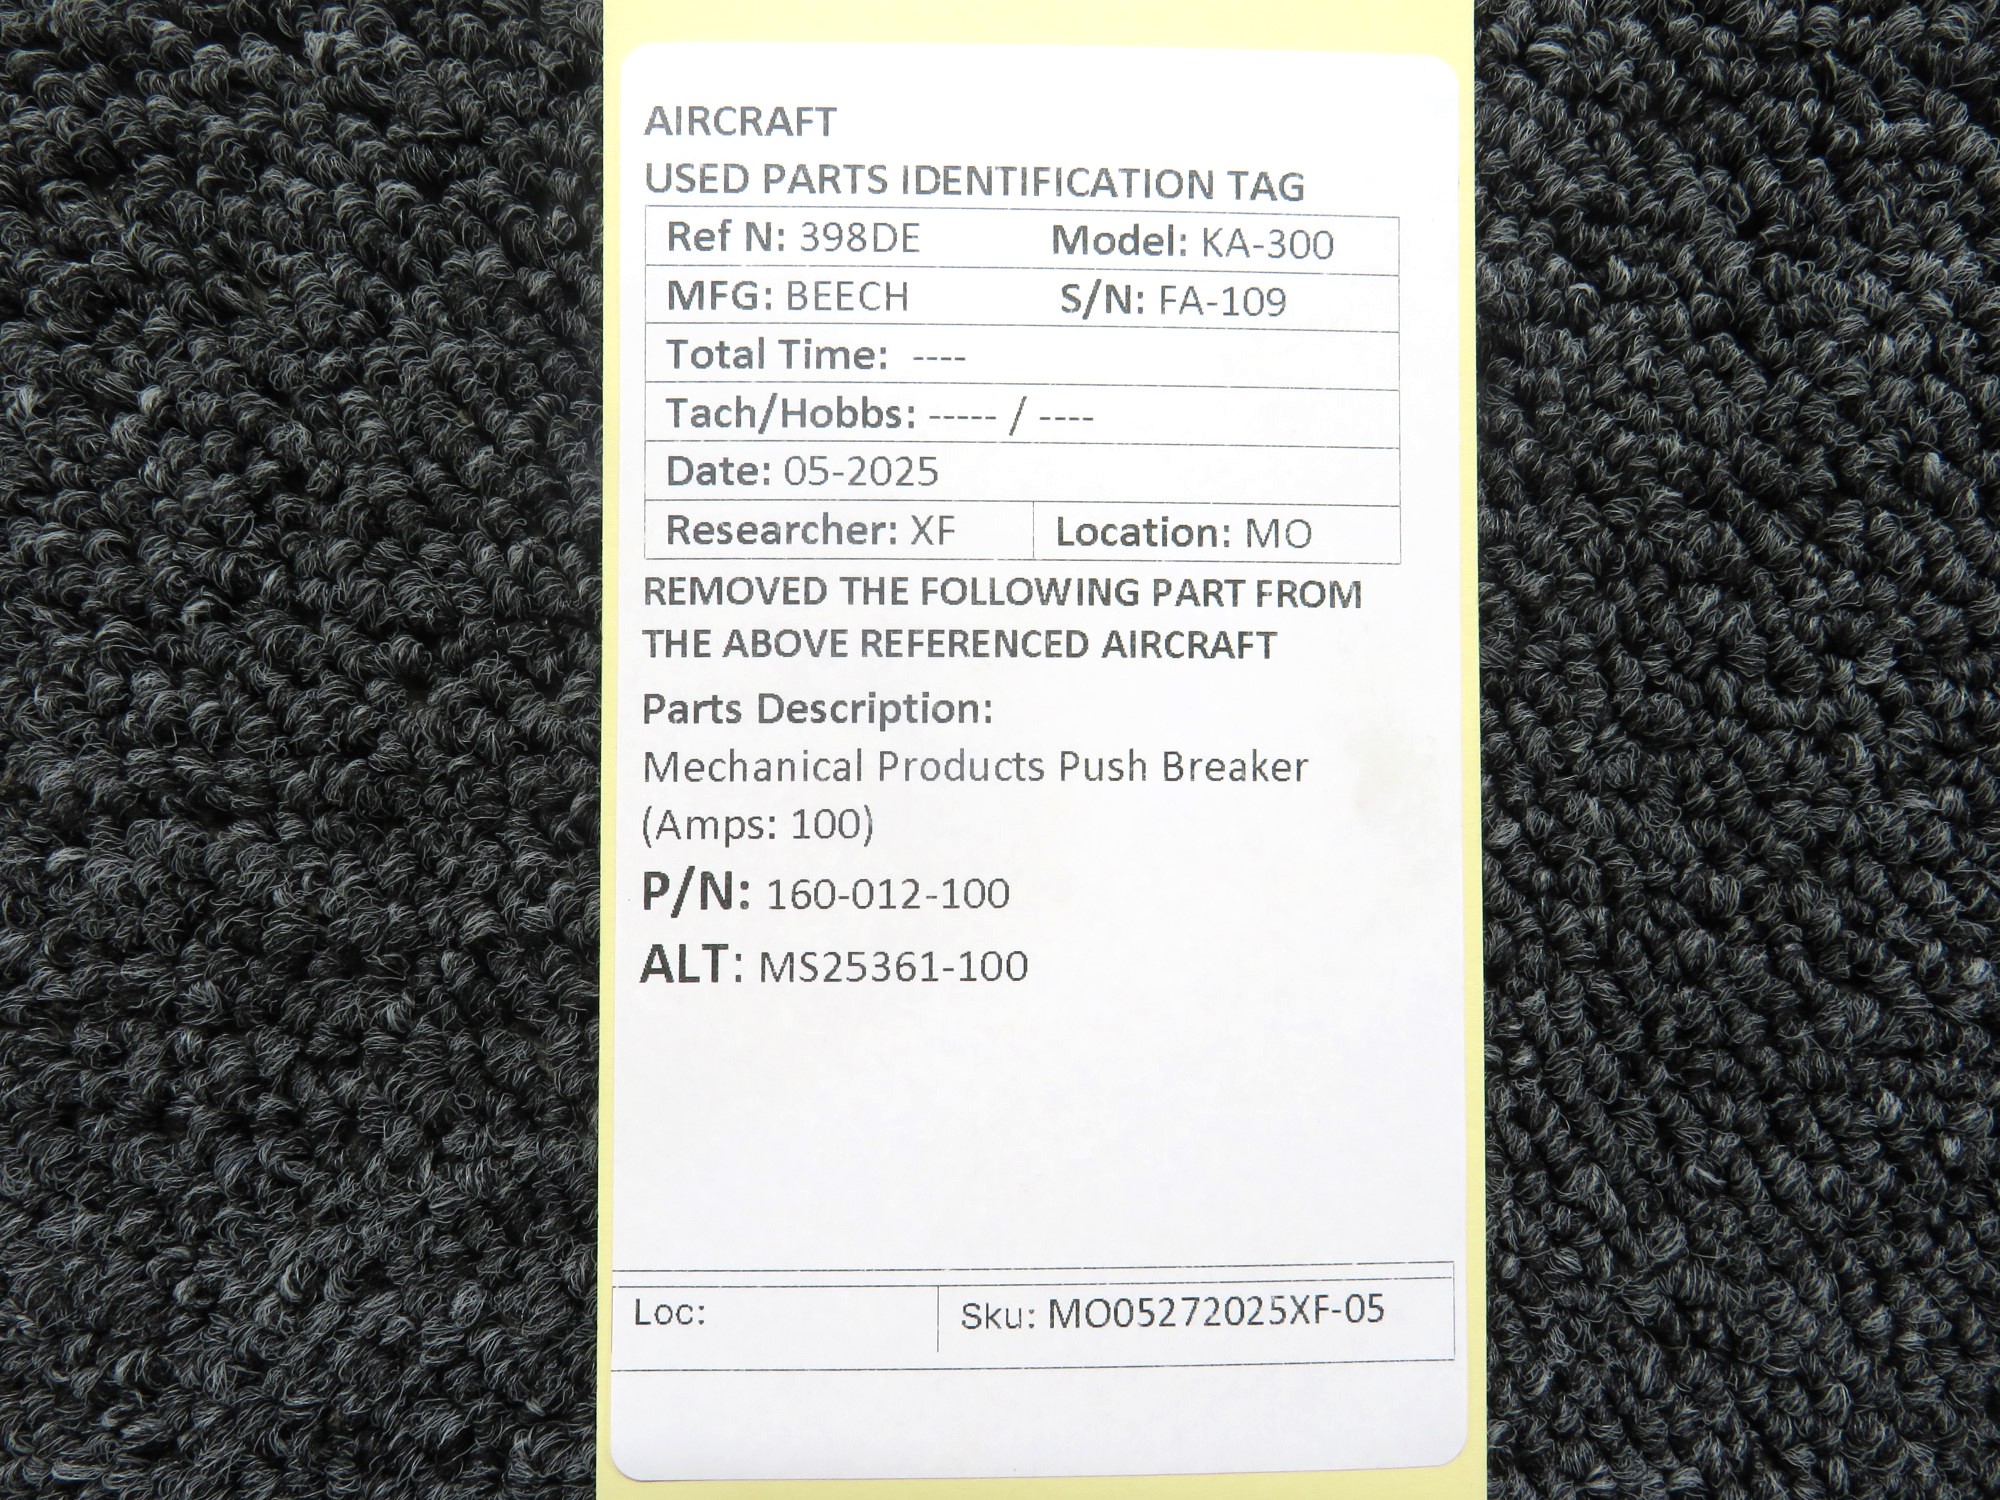 AIRCRAFT
USED PARTS IDENTIFICATION TAG
Ref N: 398DE Model: KA-300
MFG: BEECH S/N: FA-109
Total Time: ----
Tach/Hobbs: ----- / ----
Date: 05-2025
Researcher: XF Location: MO
REMOVED THE FOLLOWING PART FROM
THE ABOVE REFERENCED AIRCRAFT
Parts Description:
Mechanical Products Push Breaker
(Amps: 100)
P/N: 160-012-100
ALT: MS25361-100
Loc: Sku: MO05272025XF-05